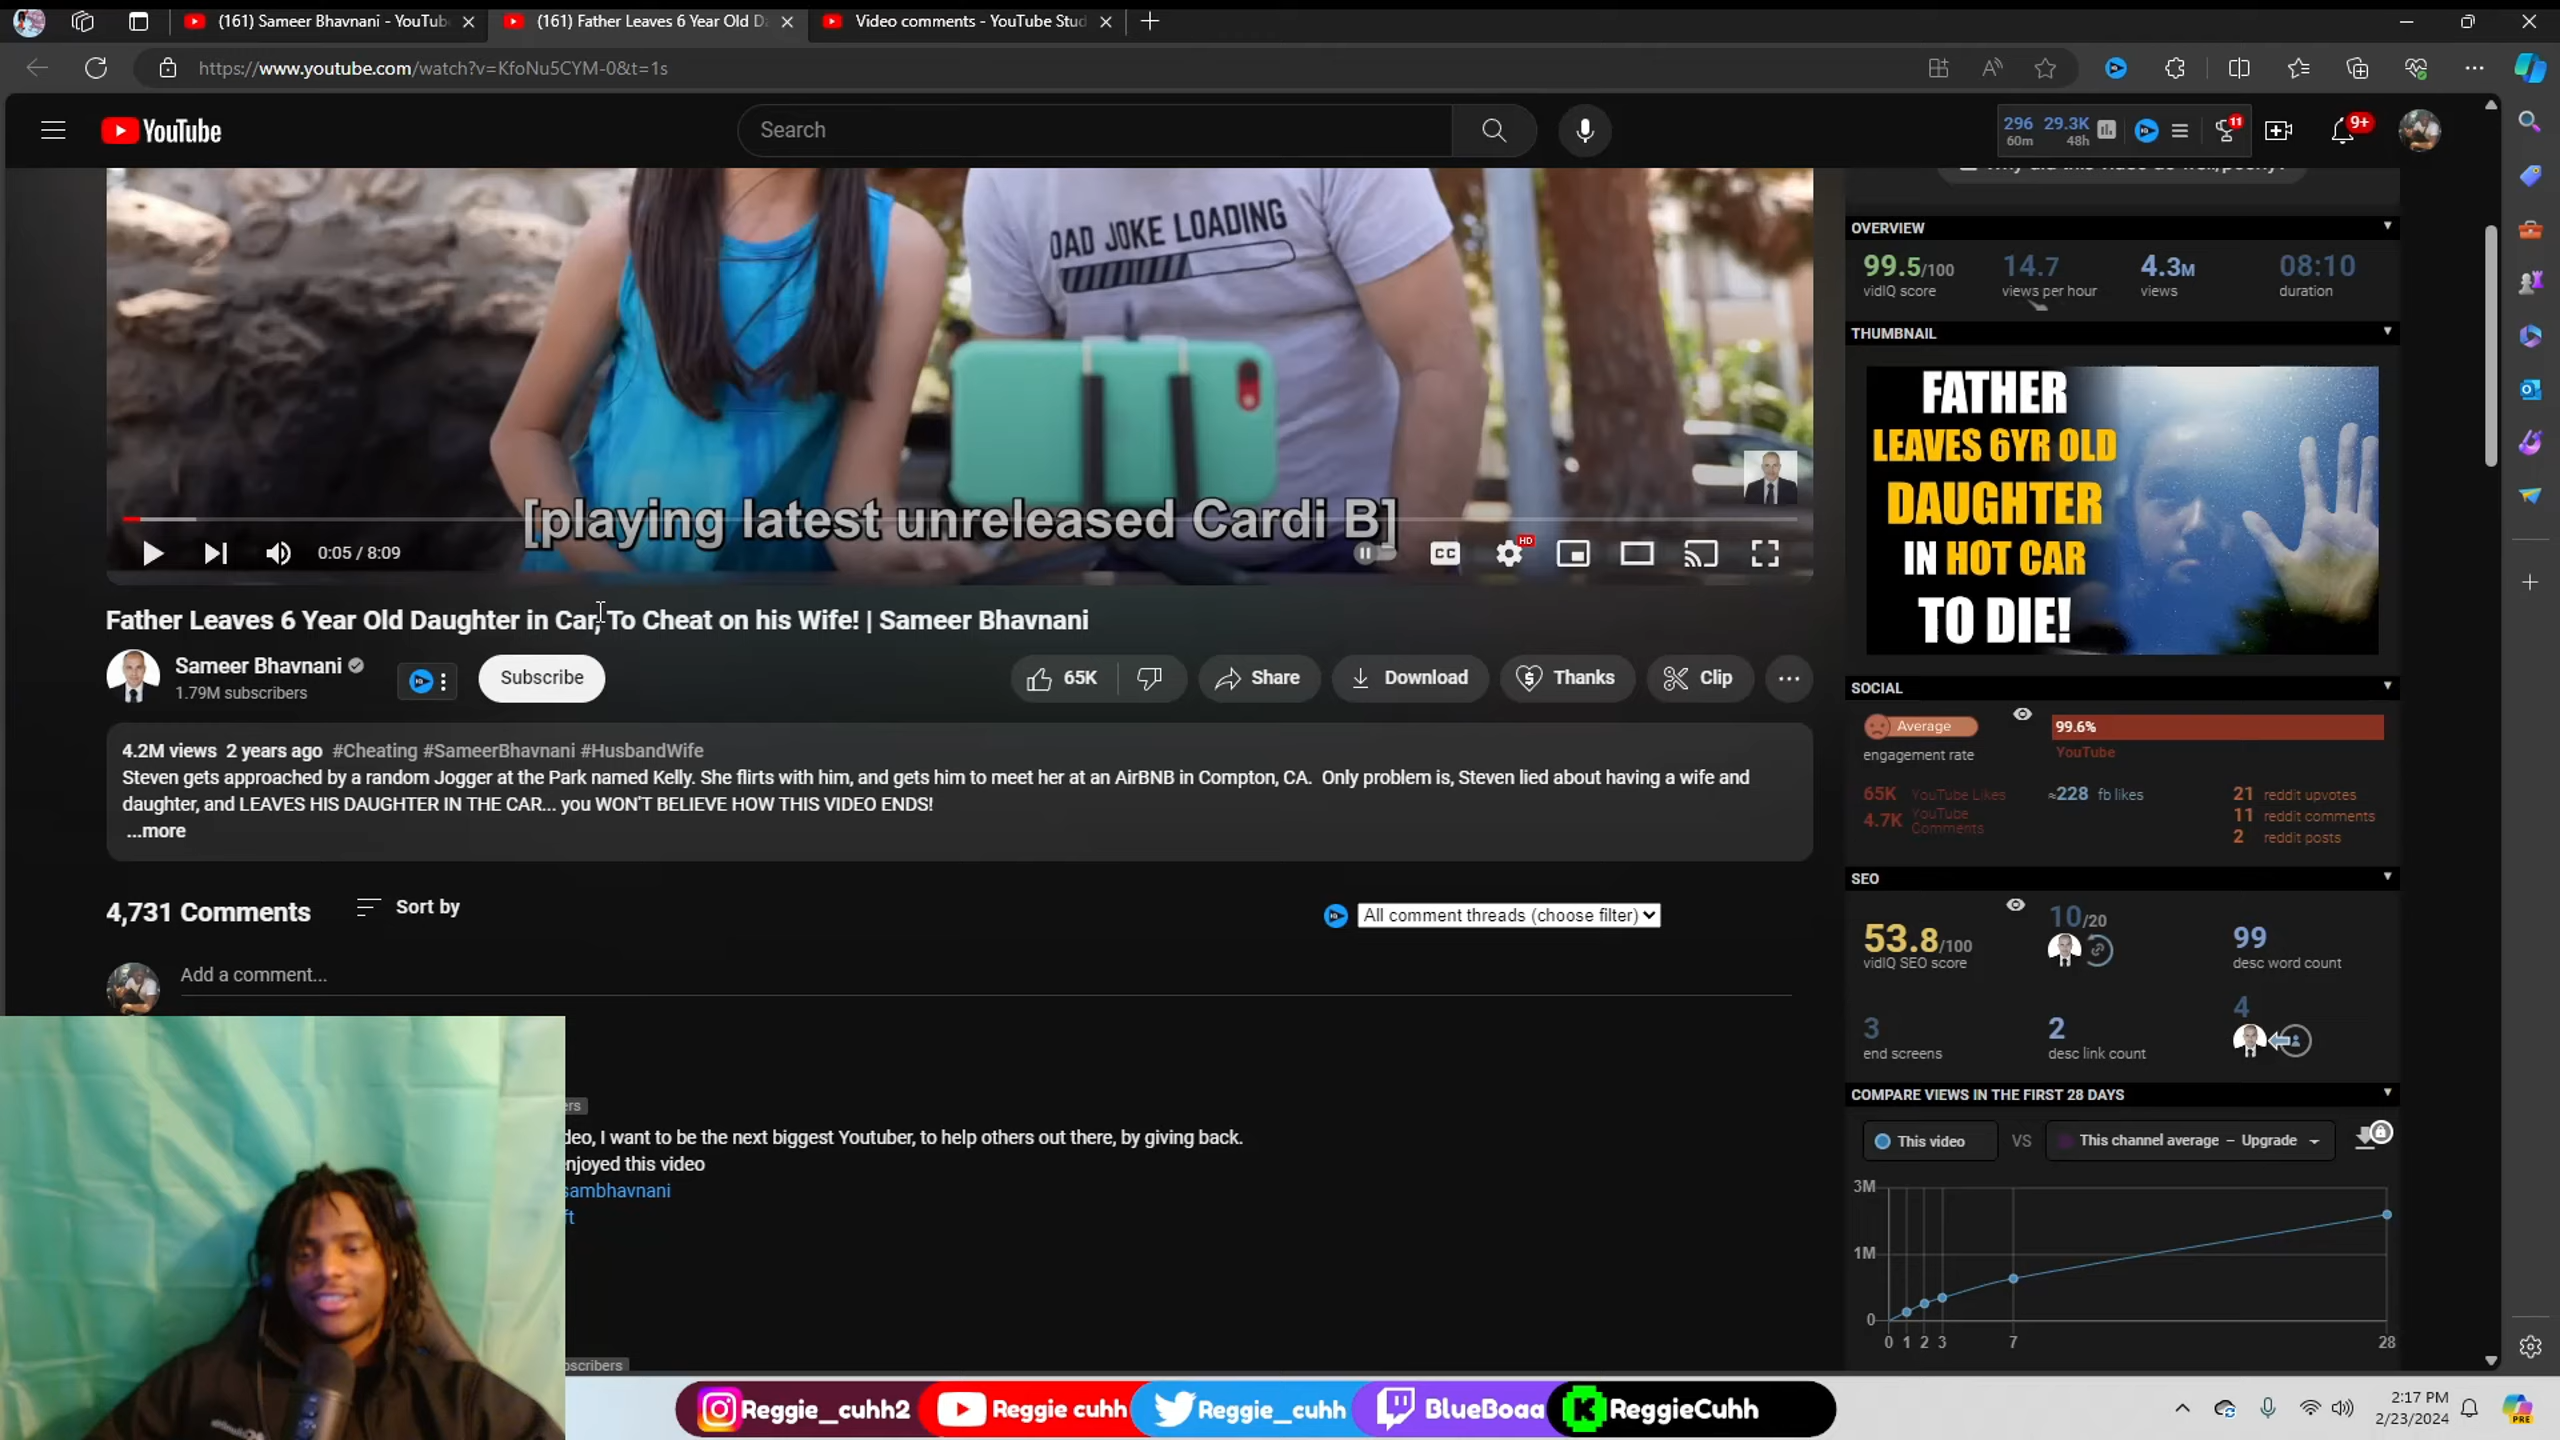 (161) Sameer Bhavnani - YouTub
(161) Father Leaves 6 Year Old D
Video comments - YouTube Stud
https://www.youtube.com/watch?v=KfoNu5CYM-0&t=1s
YouTube
Search
296 29.3K
60m 48h
11
9+
DAD JOKE LOADING
[playing latest unreleased Cardi B]
0:05 / 8:09
CC
HD
Father Leaves 6 Year Old Daughter in Car, To Cheat on his Wife! | Sameer Bhavnani
Sameer Bhavnani
1.79M subscribers
Subscribe
65K
Share
Download
Thanks
Clip
4.2M views 2 years ago #Cheating #SameerBhavnani #HusbandWife
Steven gets approached by a random Jogger at the Park named Kelly. She flirts with him, and gets him to meet her at an AirBNB in Compton, CA. Only problem is, Steven lied about having a wife and
daughter, and LEAVES HIS DAUGHTER IN THE CAR... you WON'T BELIEVE HOW THIS VIDEO ENDS!
...more
4,731 Comments
Sort by
All comment threads (choose filter)
Add a comment...
ers
deo, I want to be the next biggest Youtuber, to help others out there, by giving back.
njoyed this video
sambhavnani
ft
oscribers
OVERVIEW
99.5/100
vidIQ score
14.7
views per hour
4.3M
views
08:10
duration
THUMBNAIL
FATHER
LEAVES 6YR OLD
DAUGHTER
IN HOT CAR
TO DIE!
SOCIAL
Average
engagement rate
99.6%
YouTube
65K YouTube Likes
4.7K YouTube Comments
≈228 fb likes
21 reddit upvotes
11 reddit comments
2 reddit posts
SEO
53.8/100
vidIQ SEO score
10/20
99
desc word count
3
end screens
2
desc link count
4
COMPARE VIEWS IN THE FIRST 28 DAYS
This video
VS
This channel average – Upgrade
3M
1M
0
0 1 2 3 7 28
Reggie_cuhh2
Reggie cuhh
Reggie_cuhh
BlueBoaa
ReggieCuhh
2:17 PM
2/23/2024
PRE